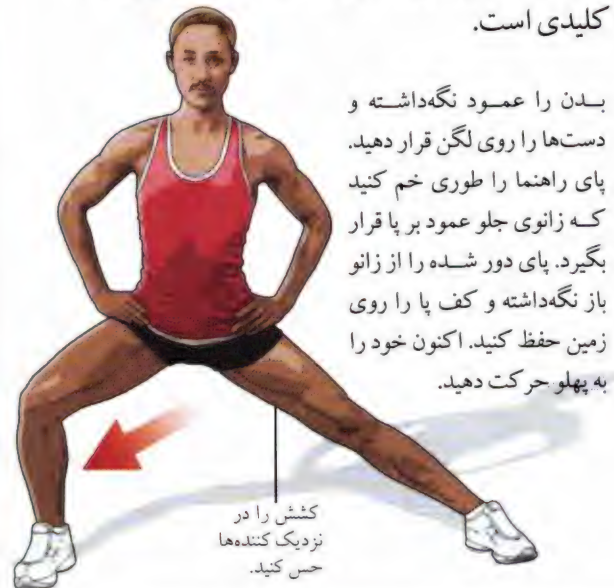 کلیدی است.
بدن را عمود نگه‌داشته و
دست‌ها را روی لگن قرار دهید.
پای راهنما را طوری خم کنید
که زانوی جلو عمود بر پا قرار
بگیرد. پای دور شده را از زانو
باز نگه‌داشته و کف پا را روی
زمین حفظ کنید. اکنون خود را
به پهلو حرکت دهید.
کشش را در
نزدیک کننده‌ها
حس کنید.